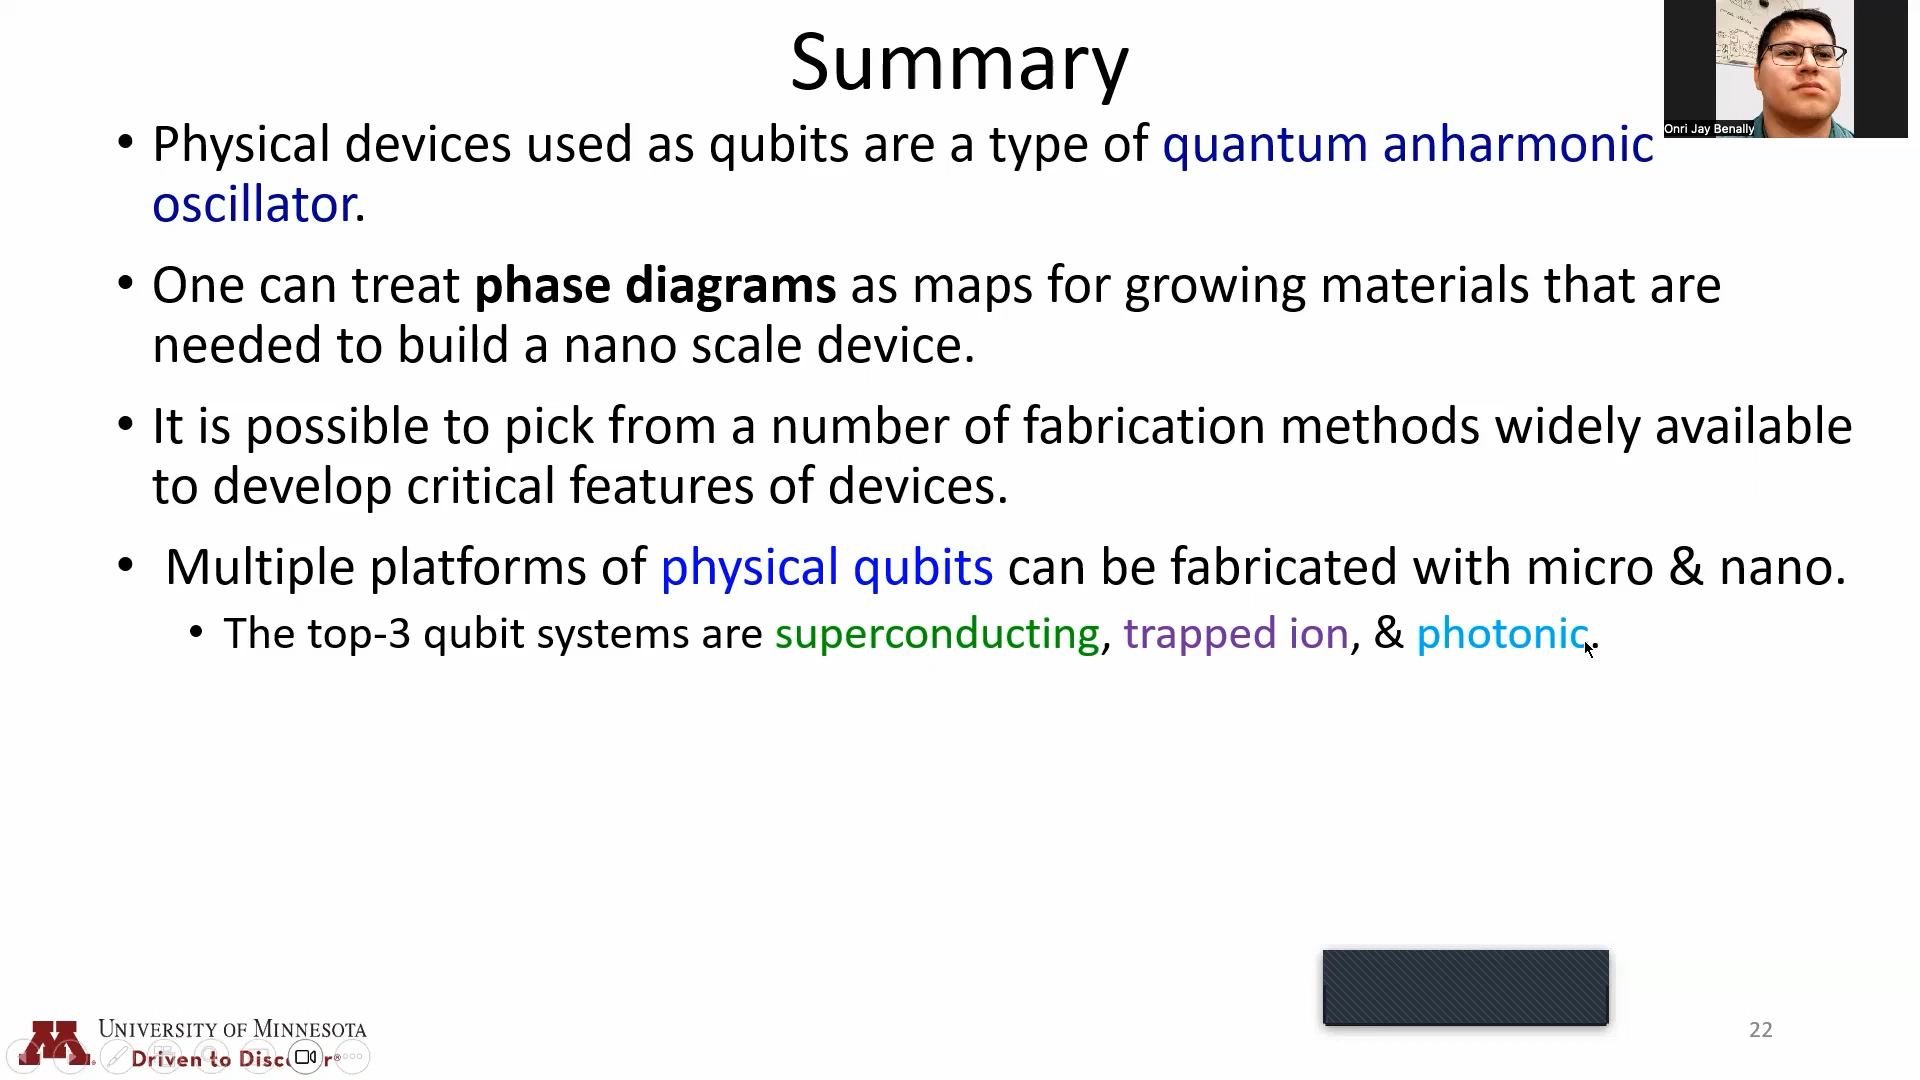 Summary
Onri Jay Benally
• Physical devices used as qubits are a type of quantum anharmonic
oscillator.
• One can treat phase diagrams as maps for growing materials that are
needed to build a nano scale device.
• It is possible to pick from a number of fabrication methods widely available
to develop critical features of devices.
• Multiple platforms of physical qubits can be fabricated with micro & nano.
• The top-3 qubit systems are superconducting, trapped ion, & photonic.
UNIVERSITY OF MINNESOTA
Driven to
22